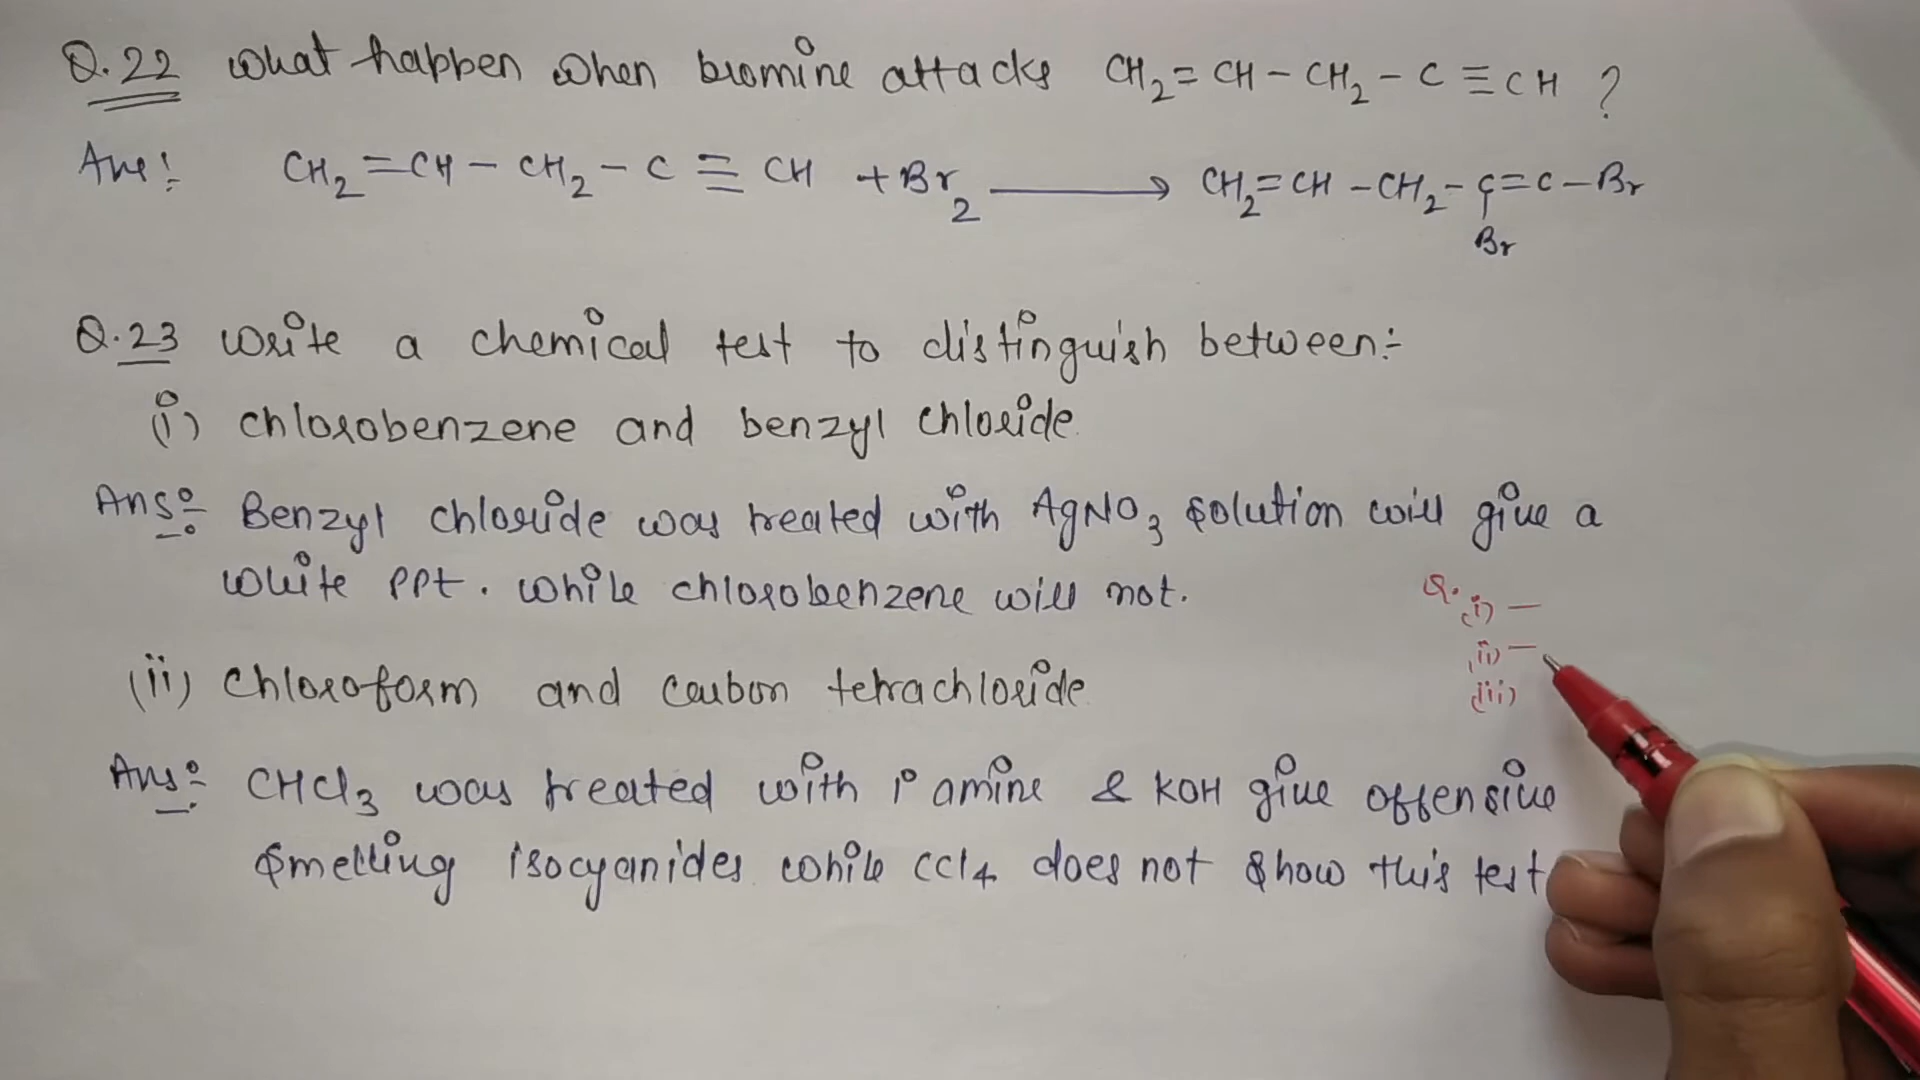 Q.22 What happen when bromine attacks CH2=CH-CH2-C≡CH ?
Ans: CH2=CH-CH2-C≡CH + Br2 ⟶ CH2=CH-CH2-C=C-Br
Br
Q.23 Write a chemical test to distinguish between:-
(i) chlorobenzene and benzyl chloride
Ans:- Benzyl chloride was treated with AgNO3 solution will give a
white ppt. while chlorobenzene will not.
Q. (i) —
(ii) —
(iii)
(ii) Chloroform and carbon tetrachloride
Ans:- CHCl3 was treated with 1° amine & KOH give offensive
smelling isocyanides while CCl4 does not show this test